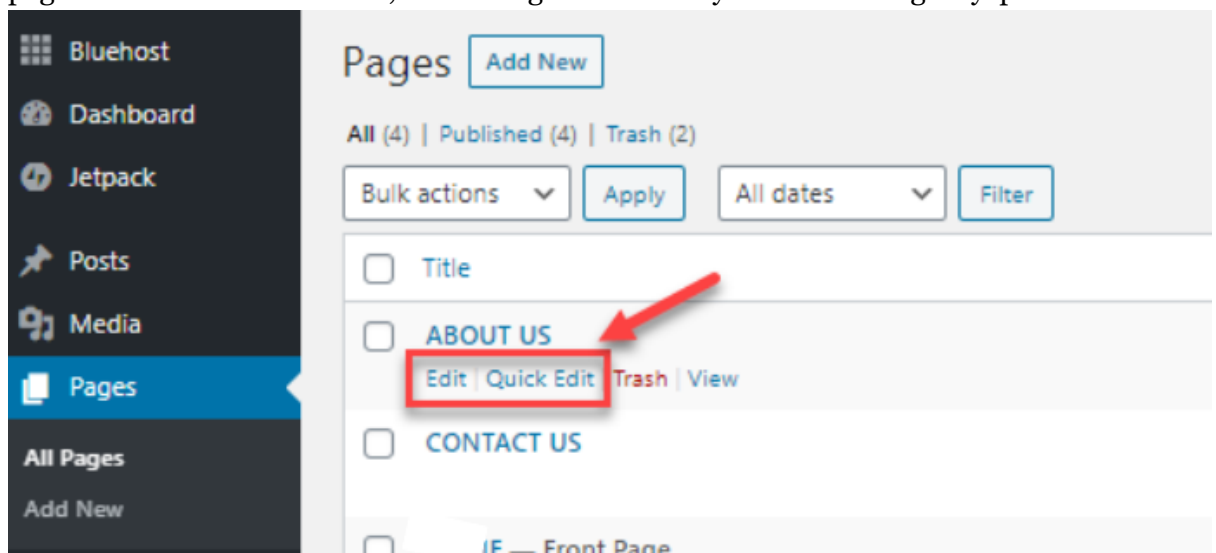 Bluehost
Dashboard
Jetpack
Posts
Media
Pages
All Pages
Add New
Pages Add New
All (4) | Published (4) | Trash (2)
Bulk actions Apply All dates Filter
Title
ABOUT US
Edit | Quick Edit | Trash | View
CONTACT US
— Front Page